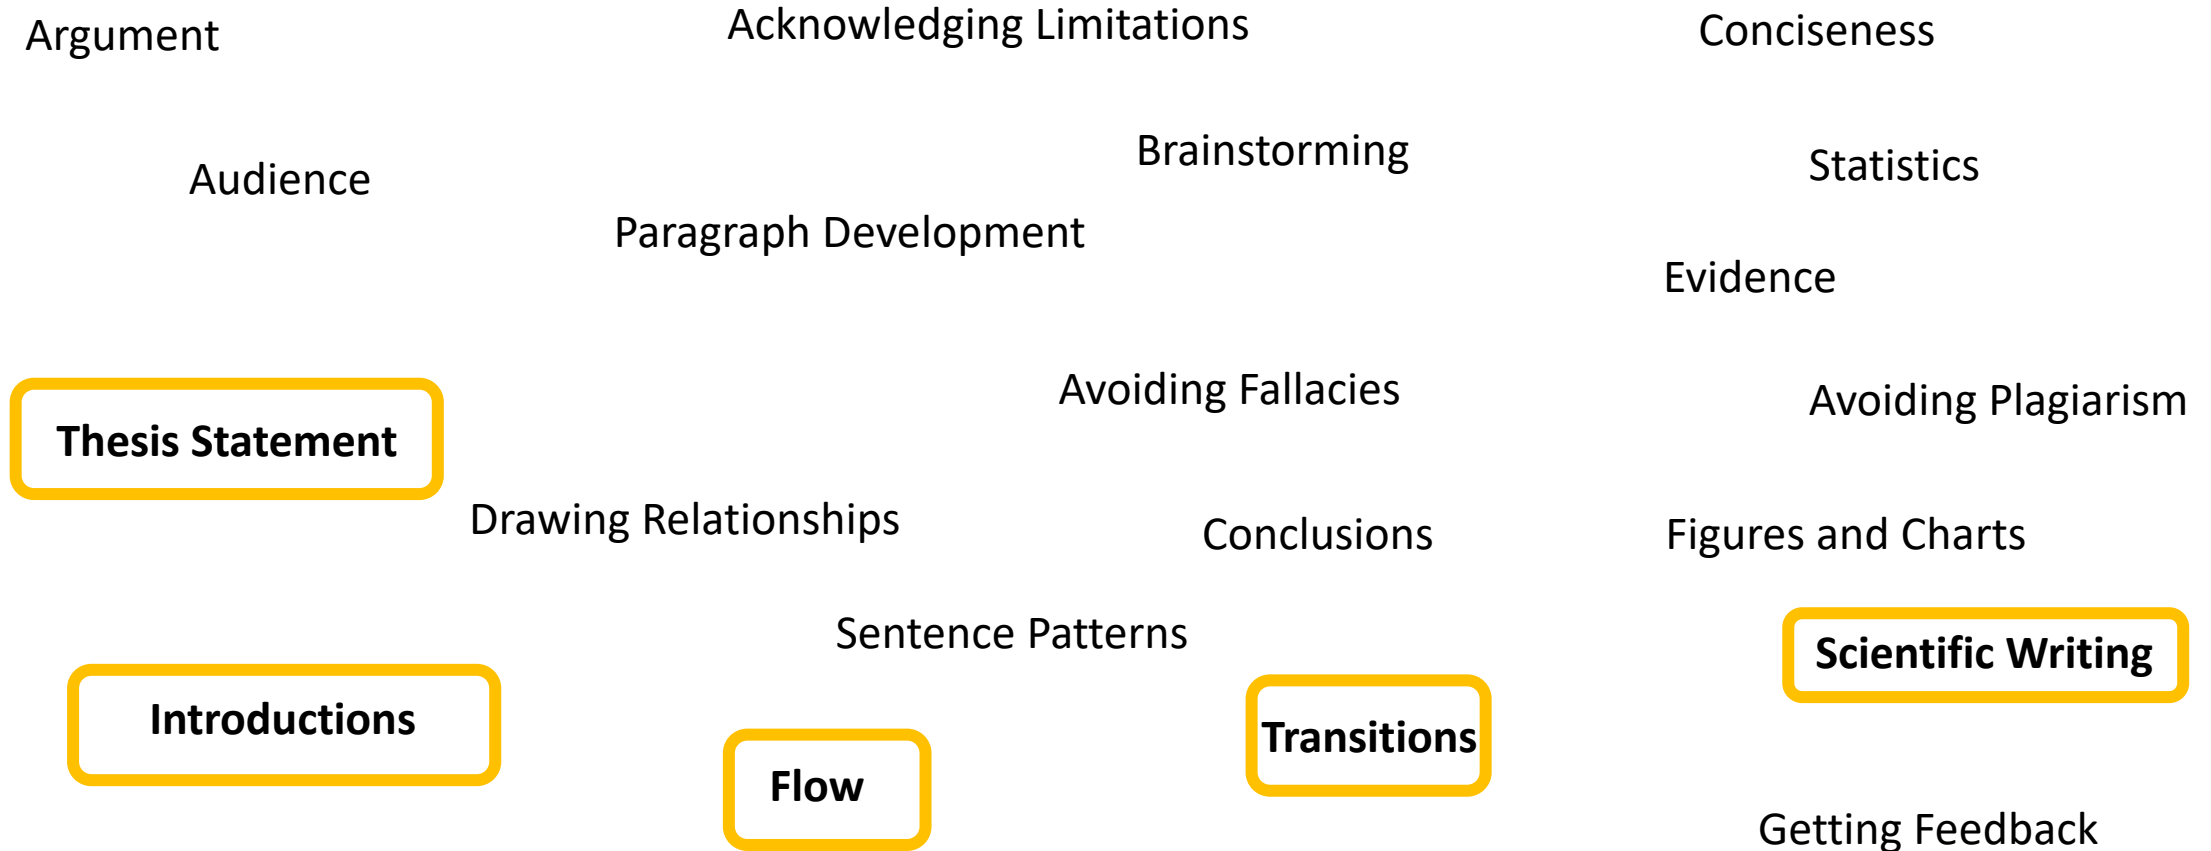 Argument
Acknowledging Limitations
Conciseness
Audience
Brainstorming
Statistics
Paragraph Development
Evidence
Avoiding Fallacies
Avoiding Plagiarism
Thesis Statement
Drawing Relationships
Conclusions
Figures and Charts
Sentence Patterns
Scientific Writing
Introductions
Transitions
Flow
Getting Feedback